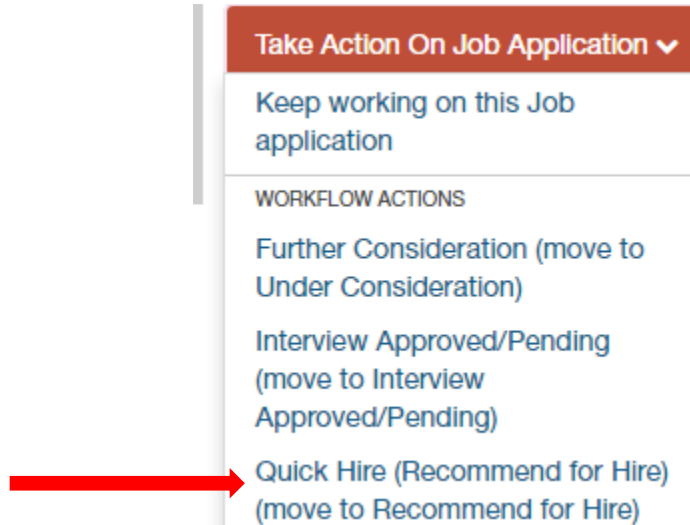 Take Action On Job Application
Keep working on this Job
application
WORKFLOW ACTIONS
Further Consideration (move to
Under Consideration)
Interview Approved/Pending
(move to Interview
Approved/Pending)
Quick Hire (Recommend for Hire)
(move to Recommend for Hire)